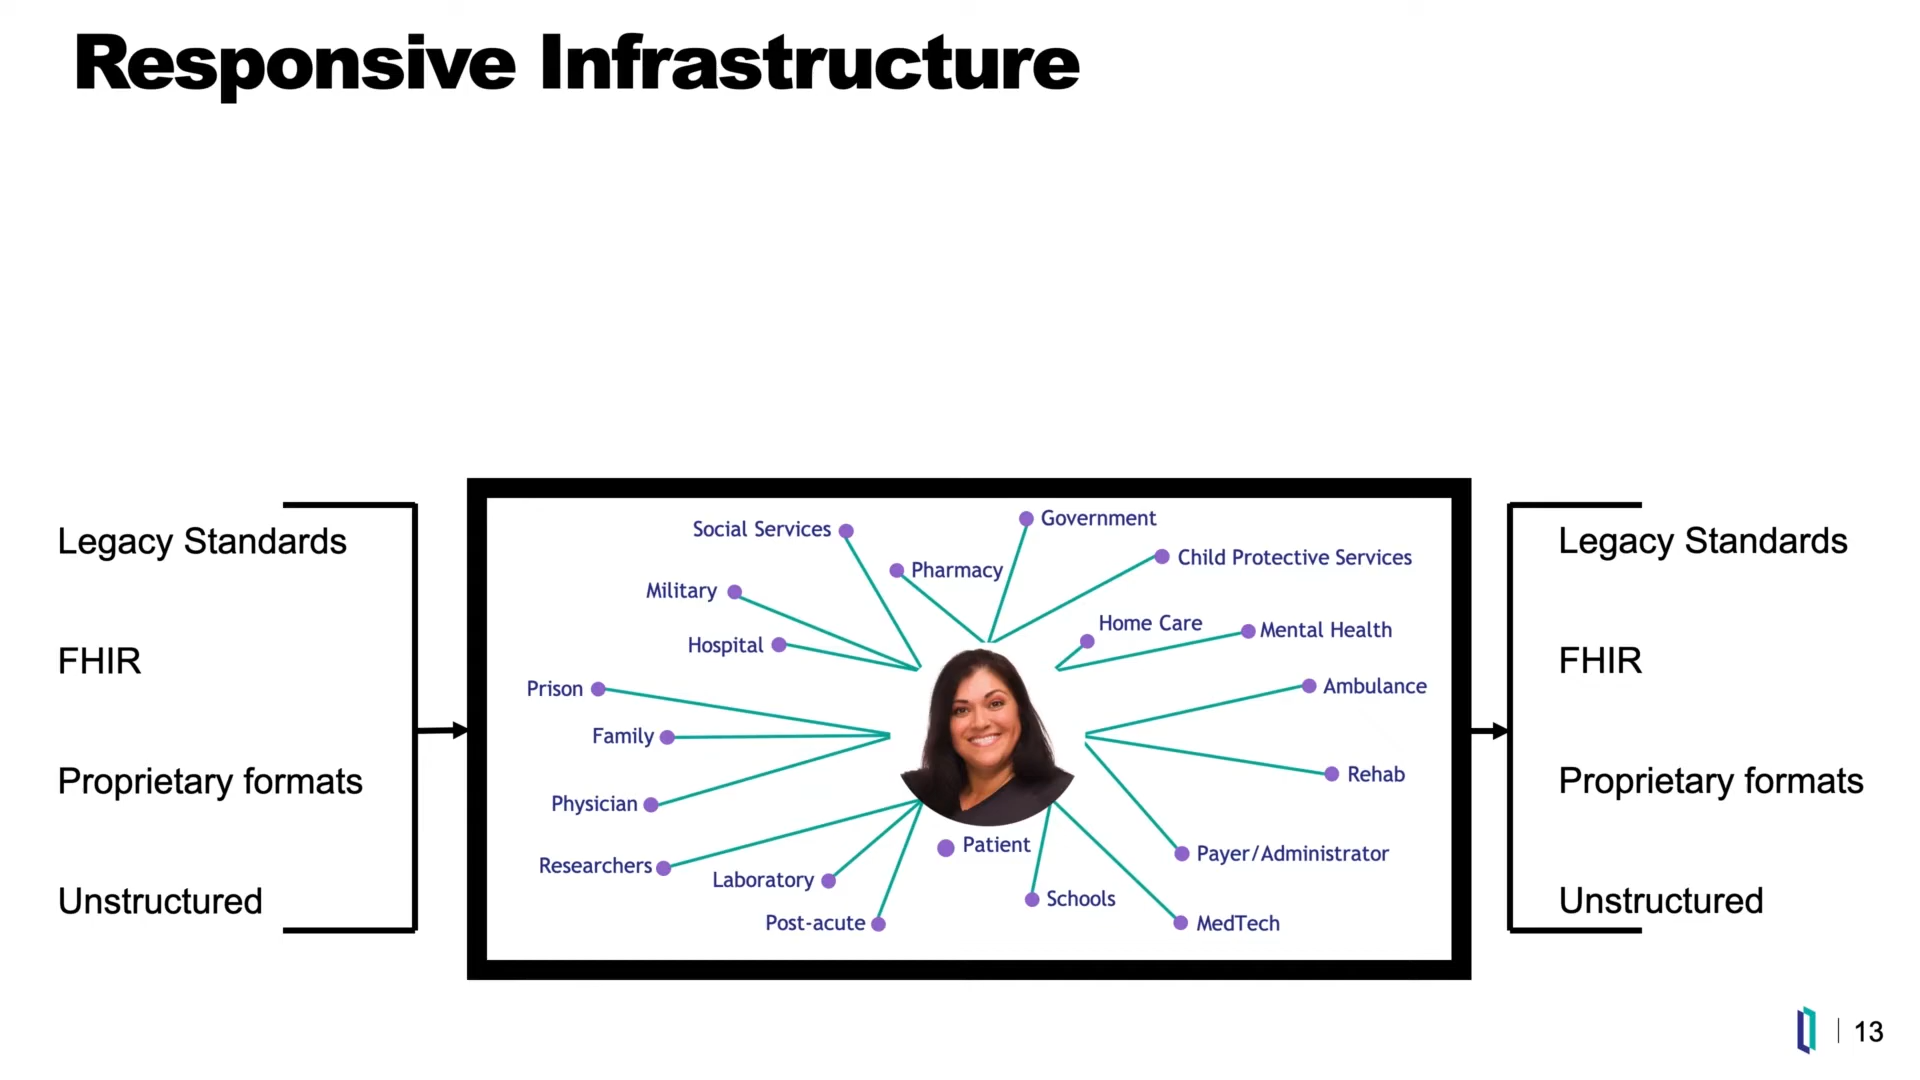 Responsive Infrastructure
Legacy Standards
FHIR
Proprietary formats
Unstructured
Social Services
Government
Pharmacy
Child Protective Services
Military
Home Care
Mental Health
Hospital
Prison
Ambulance
Family
Rehab
Physician
Patient
Payer/Administrator
Researchers
Laboratory
Schools
Post-acute
MedTech
Legacy Standards
FHIR
Proprietary formats
Unstructured
13